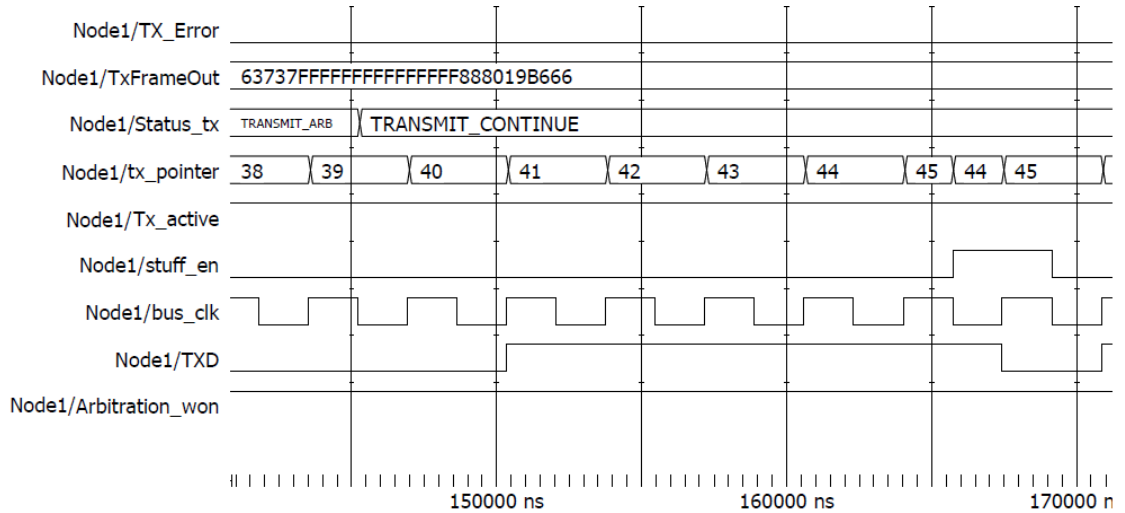 Node1/TX_Error
Node1/TxFrameOut 63737FFFFFFFFFFFFFFF888019B666
Node1/Status_tx TRANSMIT_ARB TRANSMIT_CONTINUE
Node1/tx_pointer 38 39 40 41 42 43 44 45 44 45
Node1/Tx_active
Node1/stuff_en
Node1/bus_clk
Node1/TXD
Node1/Arbitration_won
150000 ns 160000 ns 170000 n